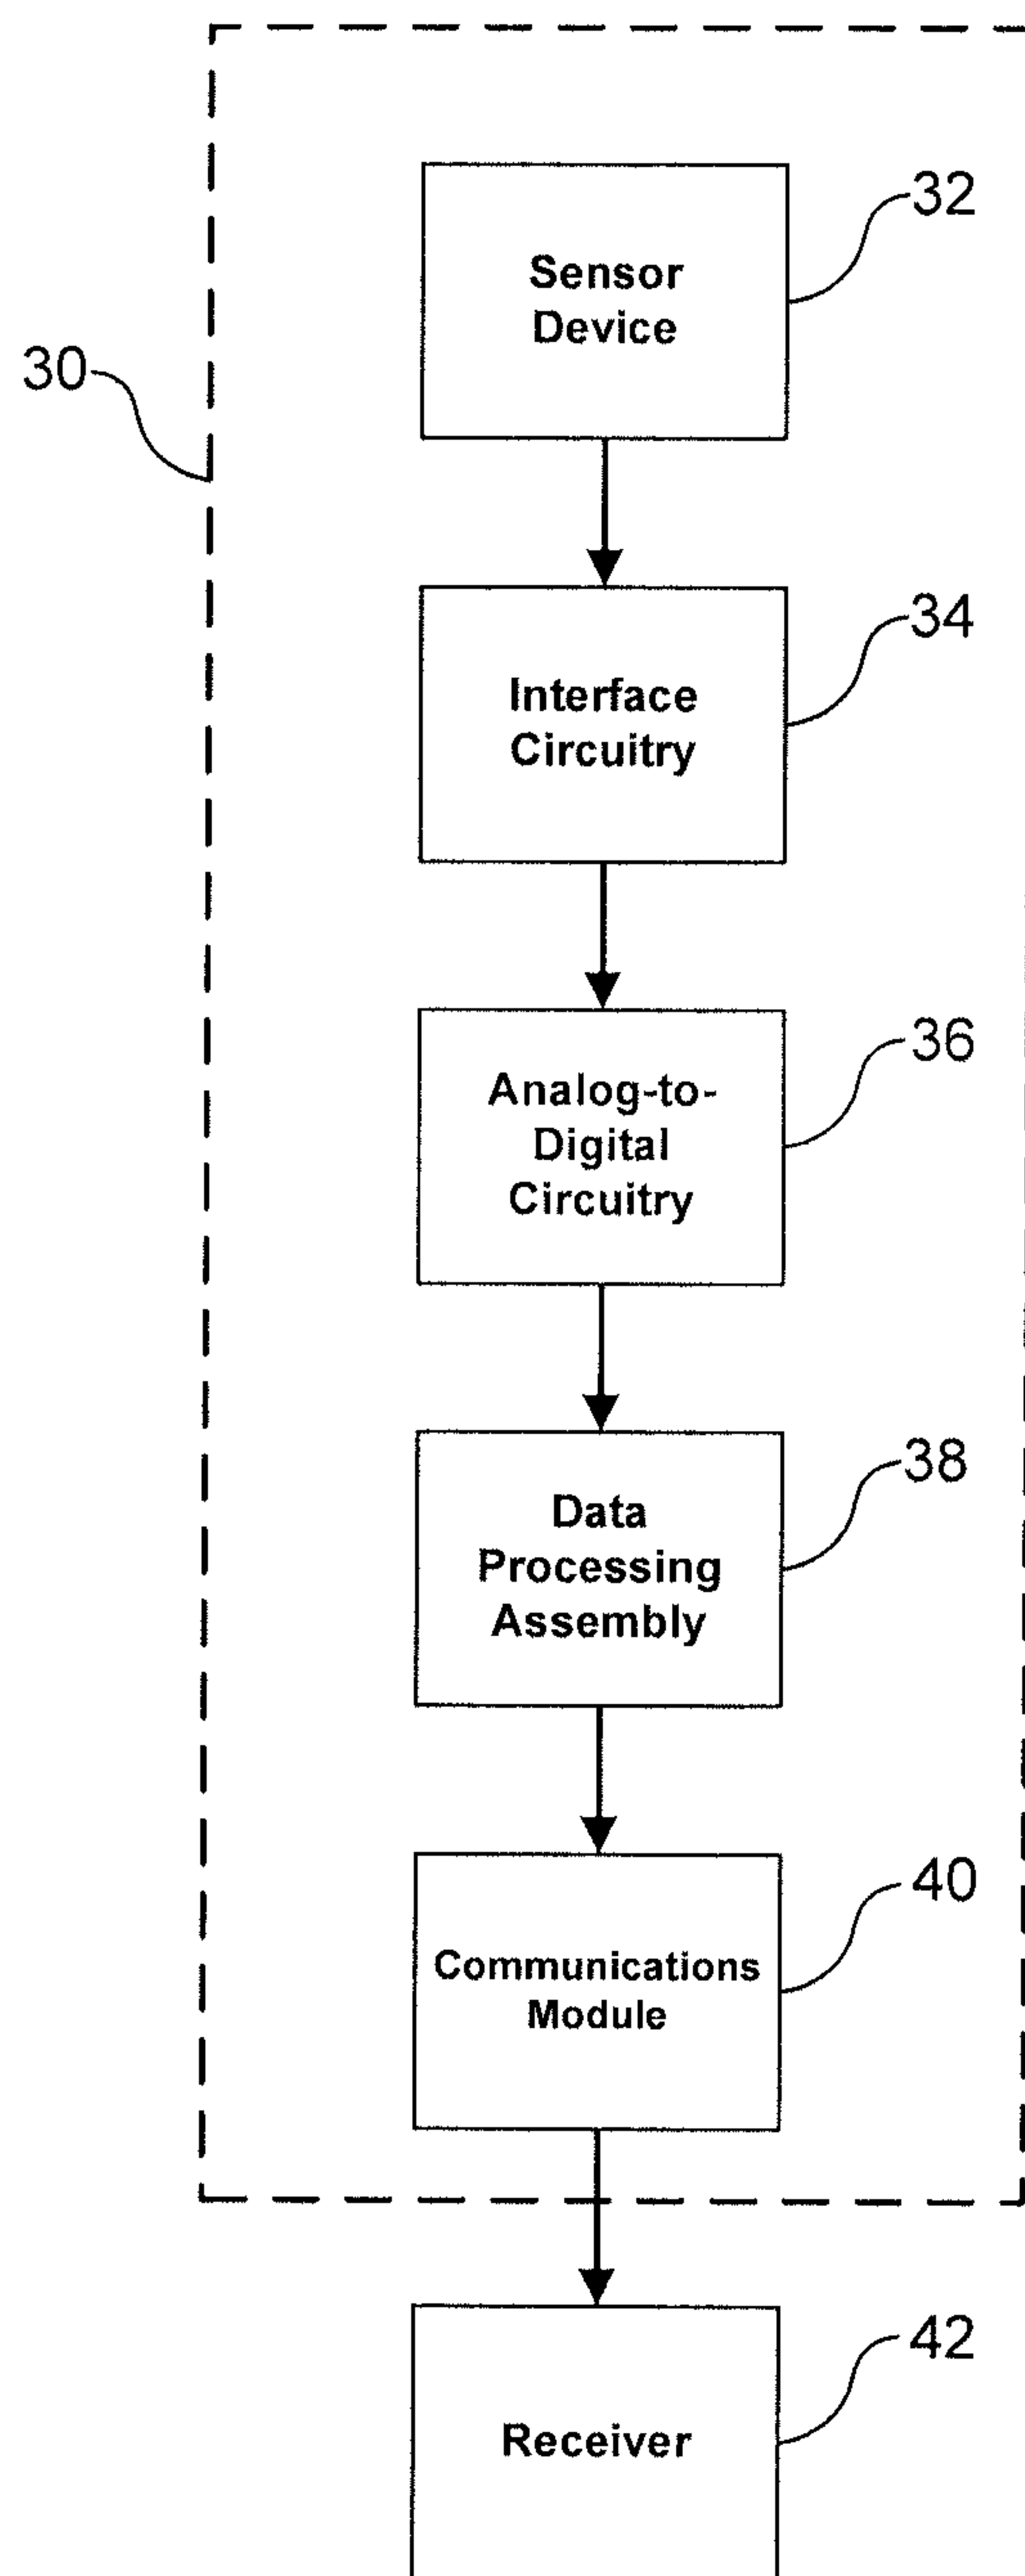 32
Sensor
Device
30
34
Interface
Circuitry
36
Analog-to-
Digital
Circuitry
38
Data
Processing
Assembly
40
Communications
Module
42
Receiver